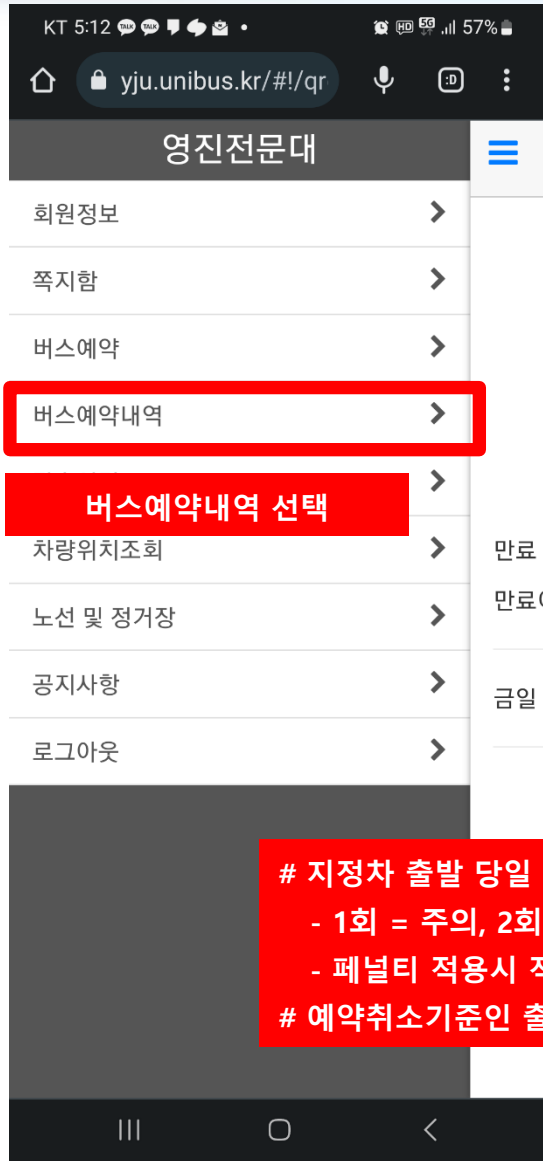 KT 5:12
57%
yju.unibus.kr/#!/qr
영진전문대
회원정보
쪽지함
버스예약
버스예약내역
버스예약내역 선택
차량위치조회
만료
노선 및 정거장
공지사항
금일
로그아웃
# 지정차 출발 당일
- 1회 = 주의, 2회
- 페널티 적용시
# 예약취소기준인